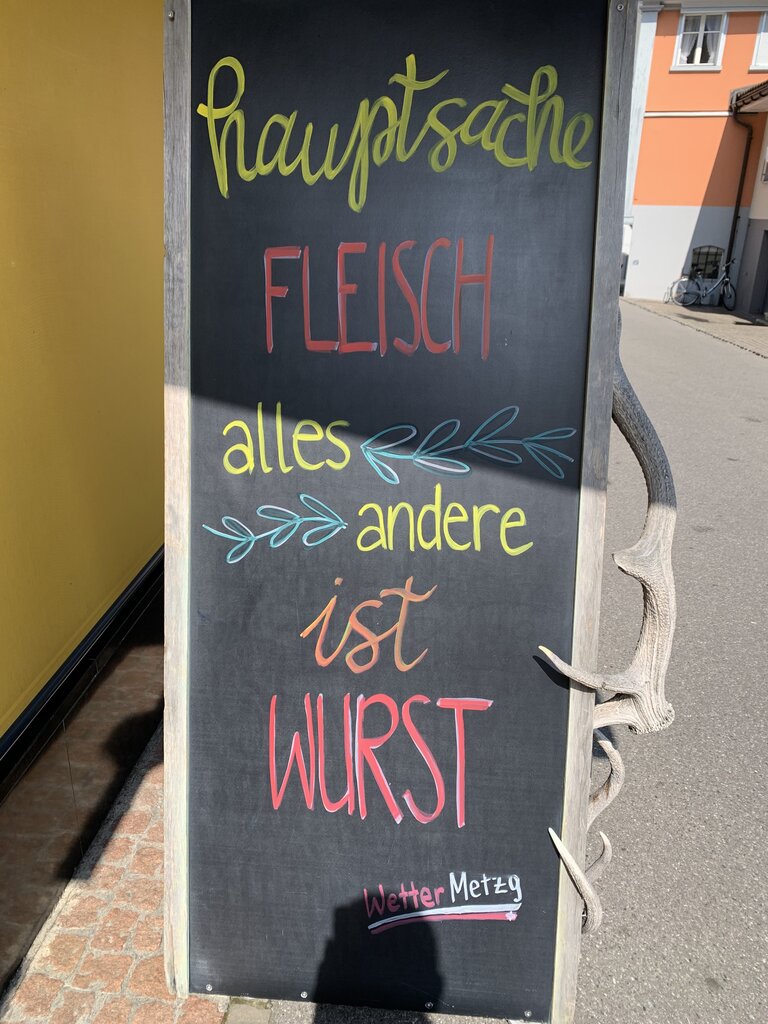 hauptsache
FLEISCH
alles
andere
ist
WURST
Wetter Metzg